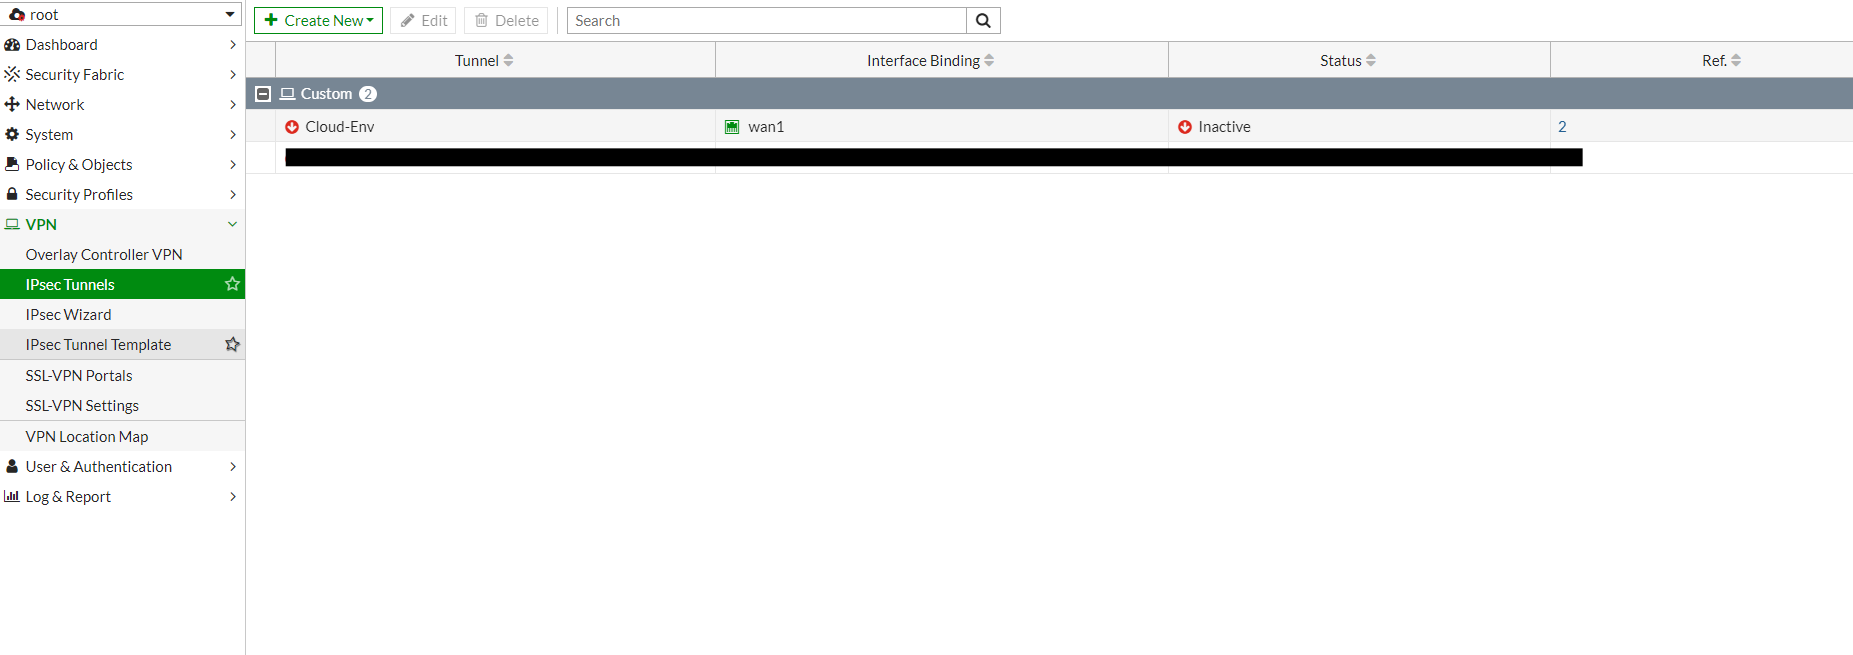 root
Dashboard
Security Fabric
Network
System
Policy & Objects
Security Profiles
VPN
Overlay Controller VPN
IPsec Tunnels
IPsec Wizard
IPsec Tunnel Template
SSL-VPN Portals
SSL-VPN Settings
VPN Location Map
User & Authentication
Log & Report
Create New Edit Delete Search
Tunnel Interface Binding Status Ref.
Custom 2
Cloud-Env wan1 Inactive 2